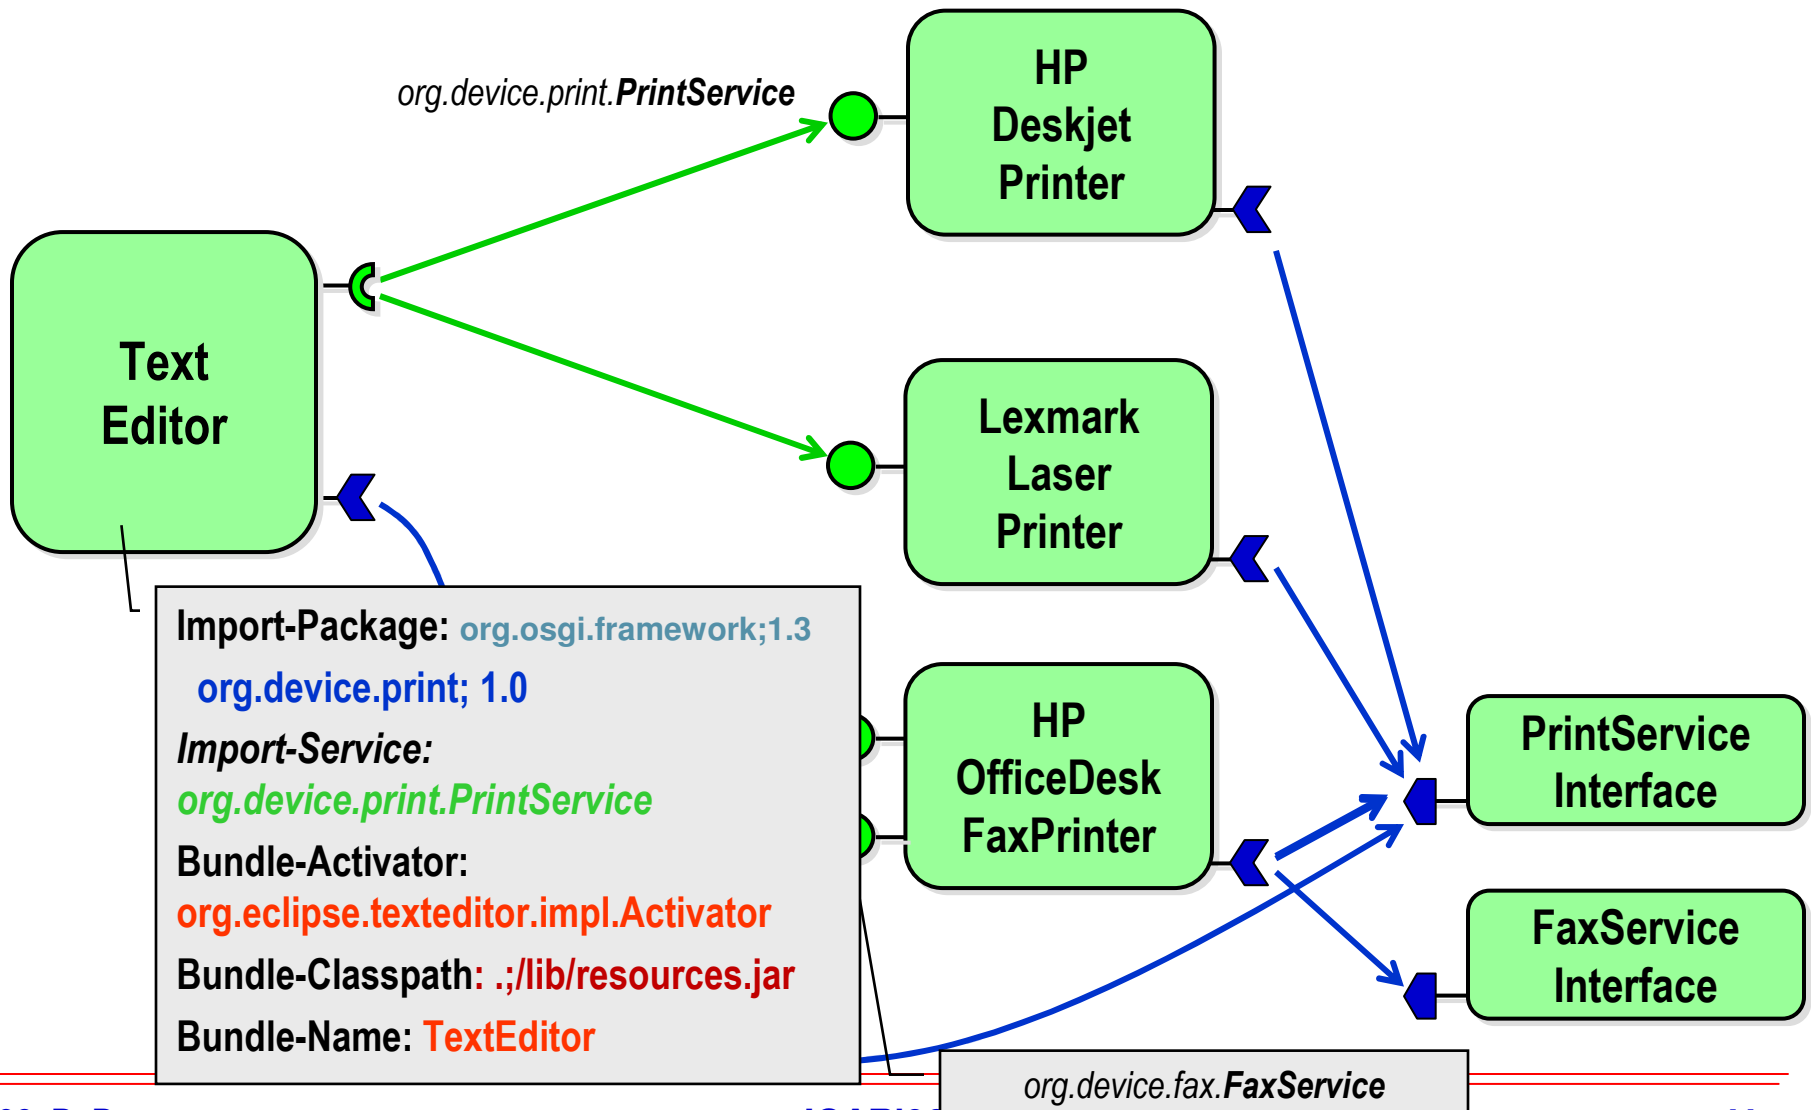 org.device.print.PrintService
HP
Deskjet
Printer
Text
Editor
Lexmark
Laser
Printer
Import-Package: org.osgi.framework;1.3
org.device.print; 1.0
Import-Service:
org.device.print.PrintService
Bundle-Activator:
org.eclipse.texteditor.impl.Activator
Bundle-Classpath: .;/lib/resources.jar
Bundle-Name: TextEditor
HP
OfficeDesk
FaxPrinter
PrintService
Interface
FaxService
Interface
org.device.fax.FaxService